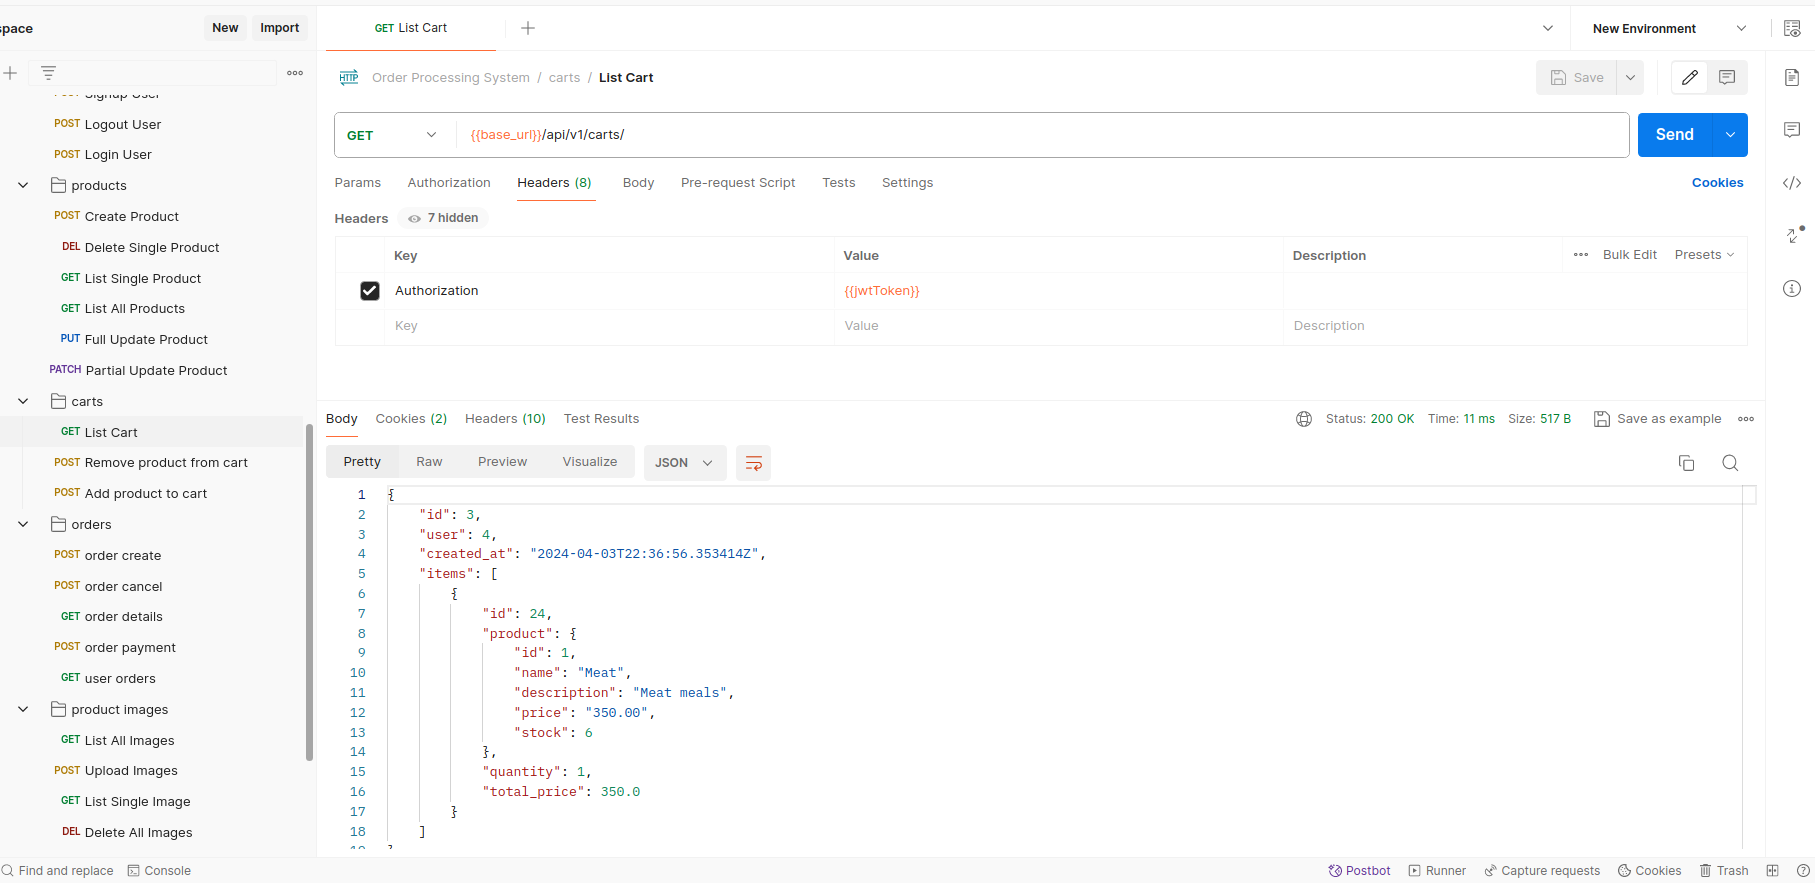 space
New
Import
GET List Cart
New Environment
Order Processing System / carts / List Cart
Save
GET
{{base_url}}/api/v1/carts/
Send
Params
Authorization
Headers (8)
Body
Pre-request Script
Tests
Settings
Cookies
Headers
7 hidden
Key
Value
Description
Bulk Edit
Presets
Authorization
{{jwtToken}}
Key
Value
Description
Signup User
POST Logout User
POST Login User
products
POST Create Product
DEL Delete Single Product
GET List Single Product
GET List All Products
PUT Full Update Product
PATCH Partial Update Product
carts
GET List Cart
POST Remove product from cart
POST Add product to cart
orders
POST order create
POST order cancel
GET order details
POST order payment
GET user orders
product images
GET List All Images
POST Upload Images
GET List Single Image
DEL Delete All Images
Body
Cookies (2)
Headers (10)
Test Results
Status: 200 OK
Time: 11 ms
Size: 517 B
Save as example
Pretty
Raw
Preview
Visualize
JSON
1 {
2 "id": 3,
3 "user": 4,
4 "created_at": "2024-04-03T22:36:56.353414Z",
5 "items": [
6 {
7 "id": 24,
8 "product": {
9 "id": 1,
10 "name": "Meat",
11 "description": "Meat meals",
12 "price": "350.00",
13 "stock": 6
14 },
15 "quantity": 1,
16 "total_price": 350.0
17 }
18 ]
Find and replace
Console
Postbot
Runner
Capture requests
Cookies
Trash